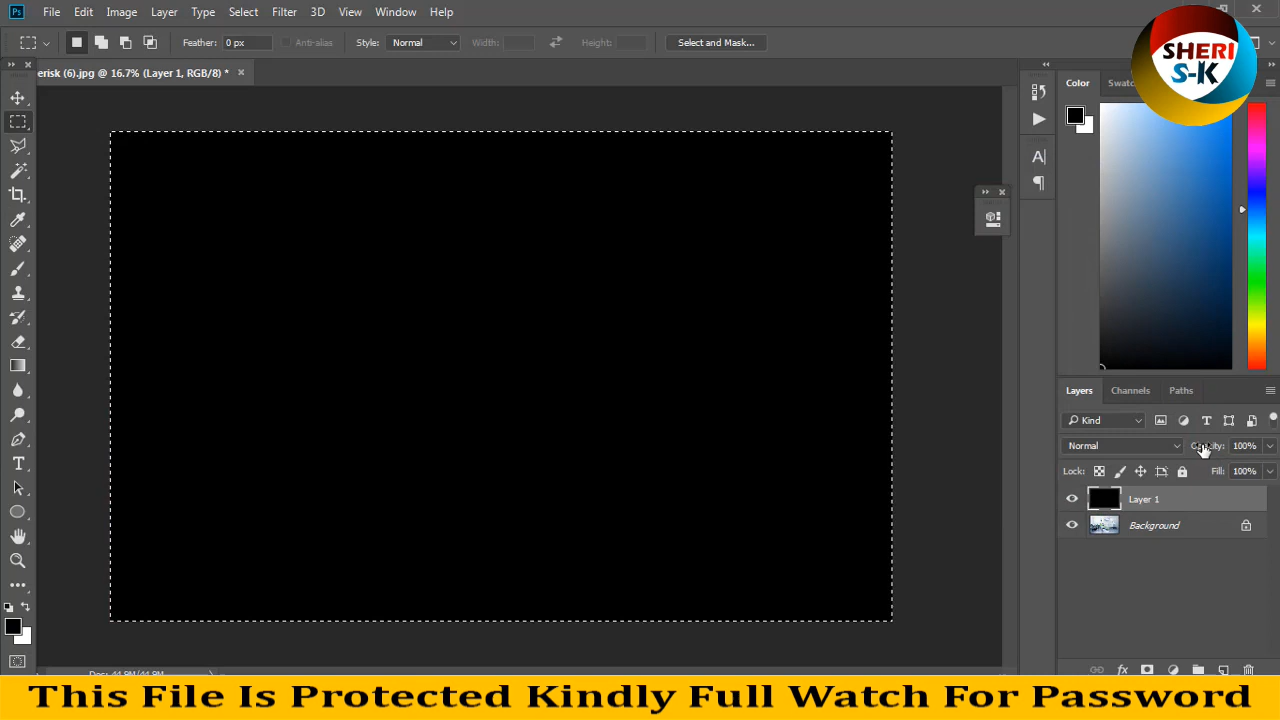 Ps File Edit Image Layer Type Select Filter 3D View Window Help
Feather: 0 px Anti-alias Style: Normal Width: Height: Select and Mask...
SHERI
S-K
erisk (6).jpg @ 16.7% (Layer 1, RGB/8) *
Color
Layers Channels Paths
Kind
Normal 100%
Lock: Fill: 100%
Layer 1
Background
This File Is Protected Kindly Full Watch For Password